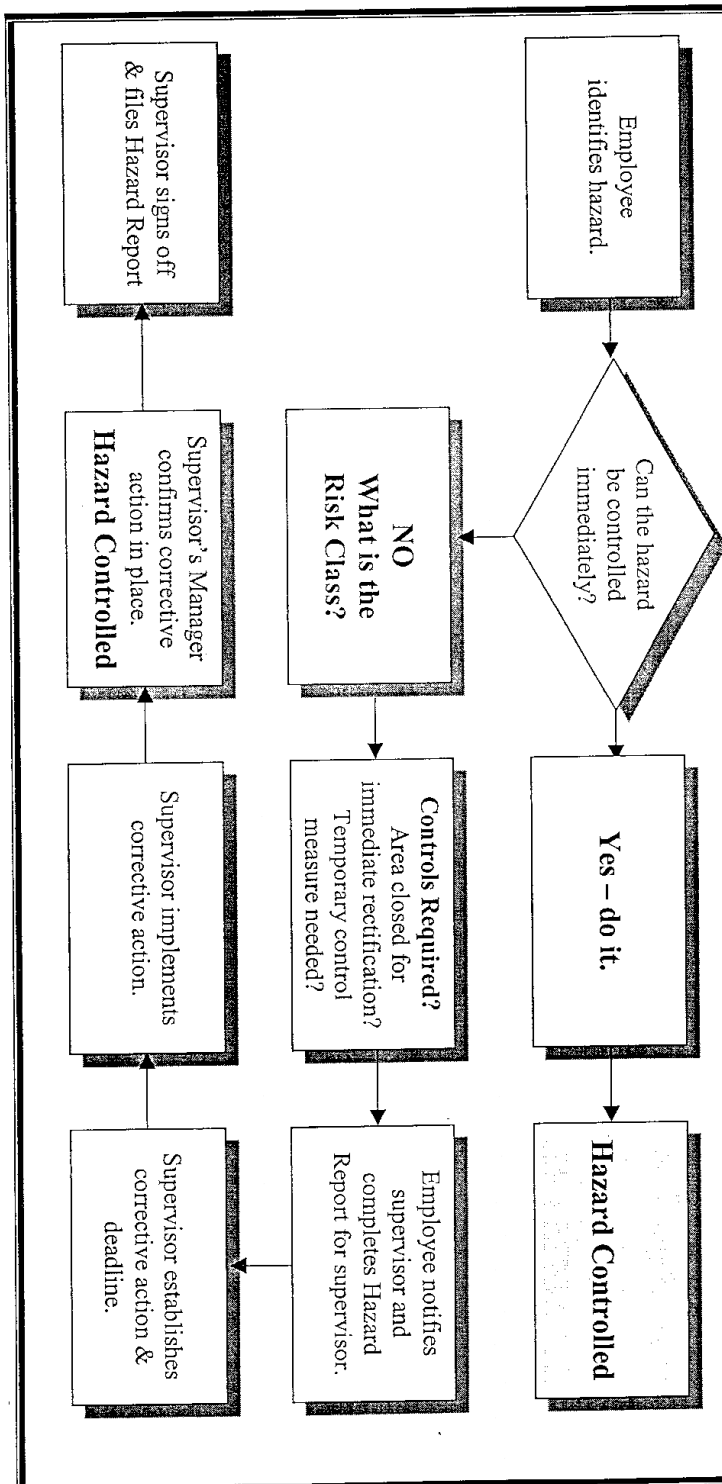 Employee
identifies hazard.
Can the hazard
be controlled
immediately?
Yes – do it.
Hazard Controlled
NO
What is the
Risk Class?
Controls Required?
Area closed for
immediate rectification?
Temporary control
measure needed?
Employee notifies
supervisor and
completes Hazard
Report for supervisor.
Supervisor establishes
corrective action &
deadline.
Supervisor implements
corrective action.
Supervisor's Manager
confirms corrective
action in place.
Hazard Controlled
Supervisor signs off
& files Hazard Report